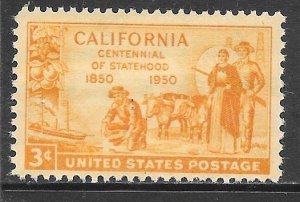 CALIFORNIA
CENTENNIAL
OF STATEHOOD
1850 1950
3¢ UNITED STATES POSTAGE